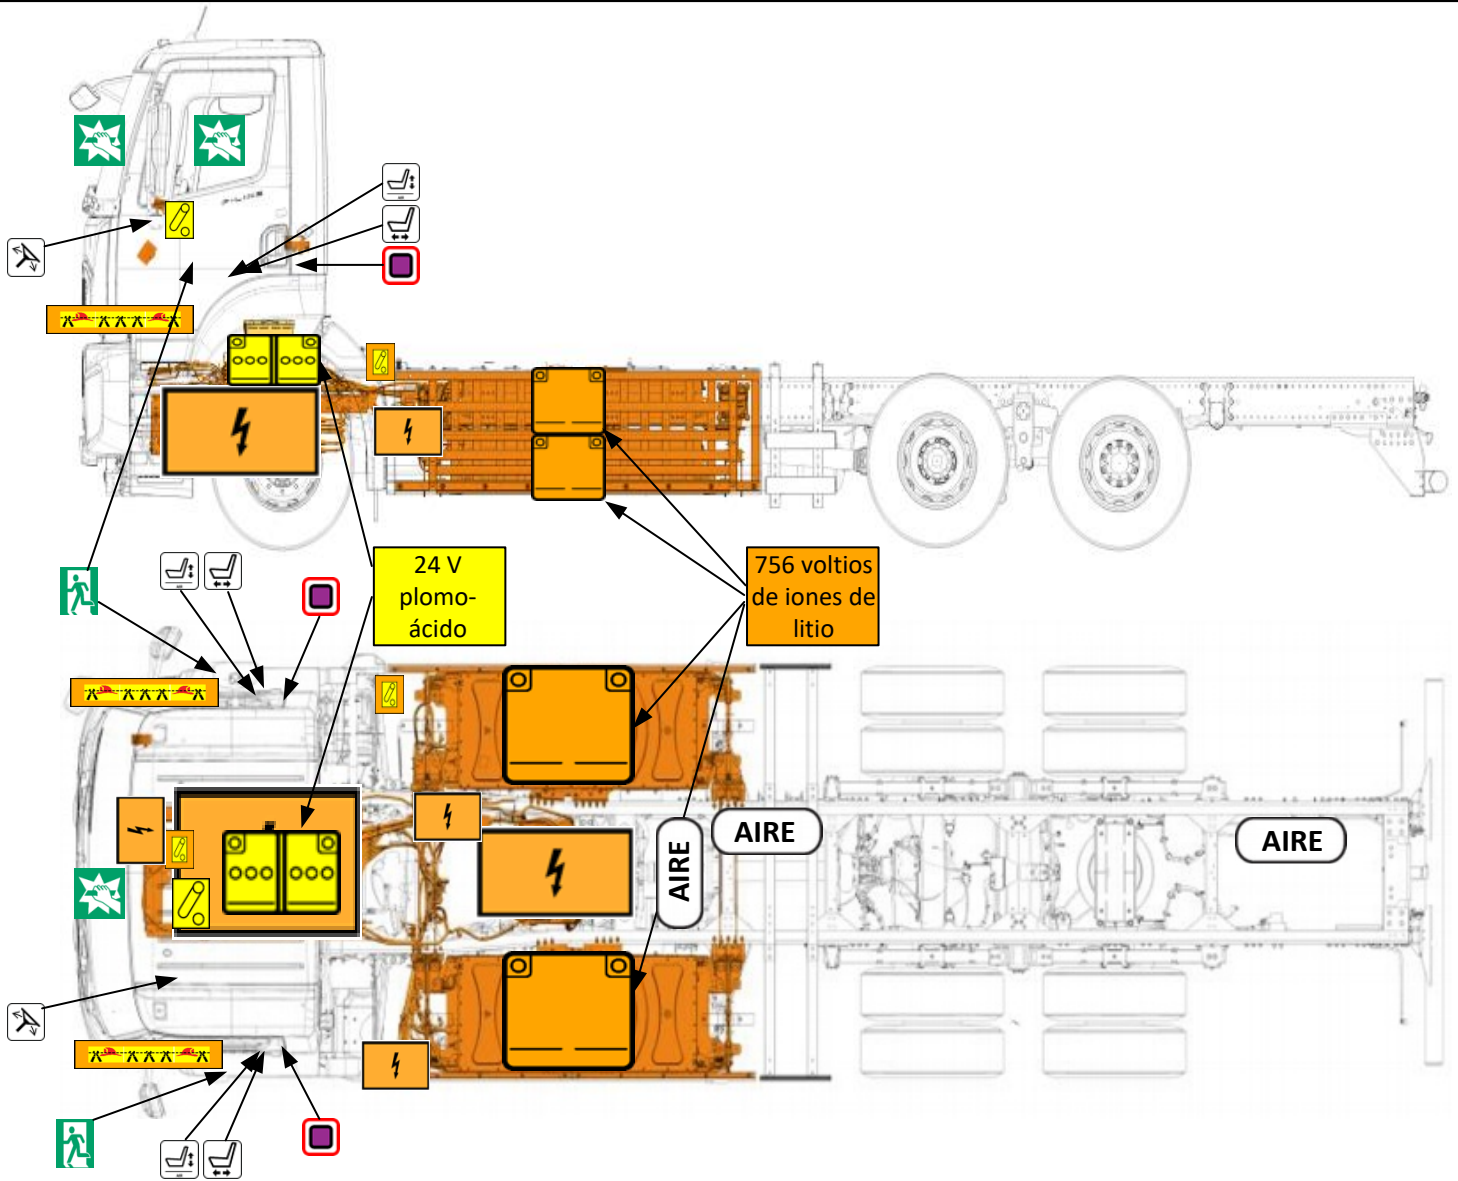 24 V
plomo-
ácido
756 voltios
de iones de
litio
AIRE
AIRE
AIRE